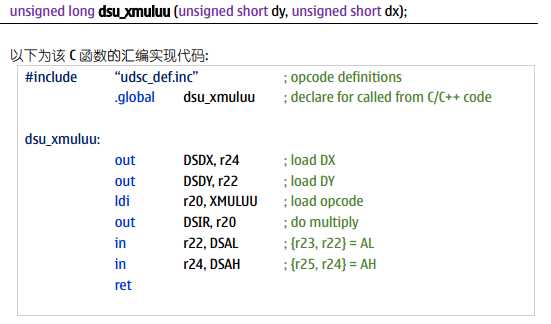 unsigned long dsu_xmuluu (unsigned short dy, unsigned short dx);
以下为该 C 函数的汇编实现代码:
#include “udsc_def.inc” ; opcode definitions
.global dsu_xmuluu ; declare for called from C/C++ code
dsu_xmuluu:
out DSDX, r24 ; load DX
out DSDY, r22 ; load DY
ldi r20, XMULUU ; load opcode
out DSIR, r20 ; do multiply
in r22, DSAL ; {r23, r22} = AL
in r24, DSAH ; {r25, r24} = AH
ret